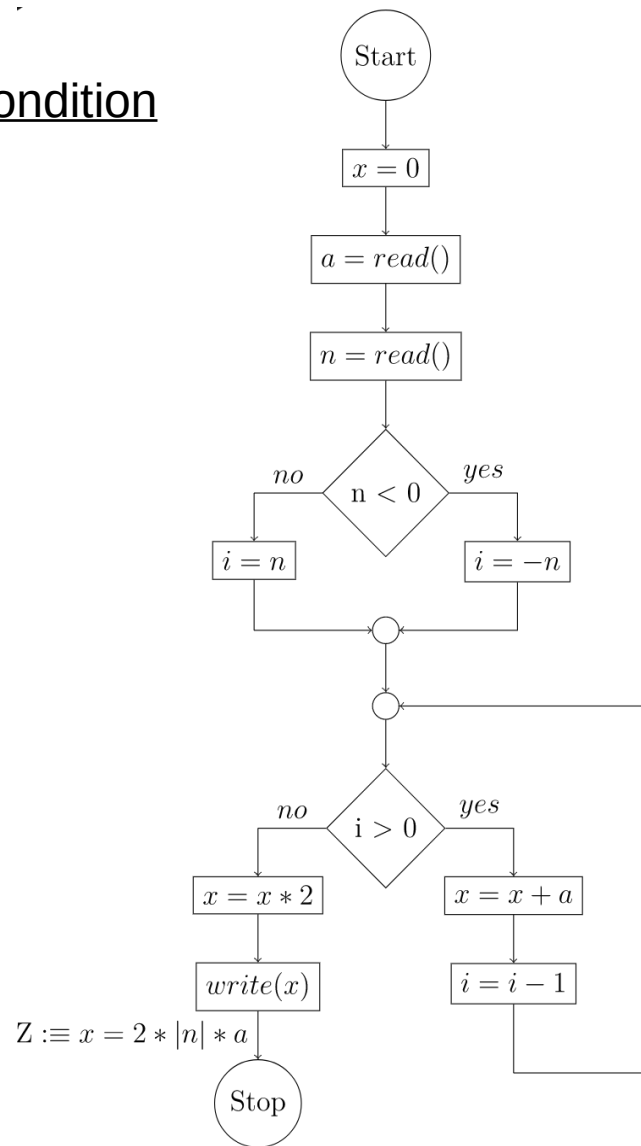 Start
ondition
x = 0
a = read()
n = read()
no
yes
n < 0
i = n
i = −n
no
yes
i > 0
x = x ∗ 2
x = x + a
write(x)
i = i − 1
Z :≡ x = 2 ∗ |n| ∗ a
Stop